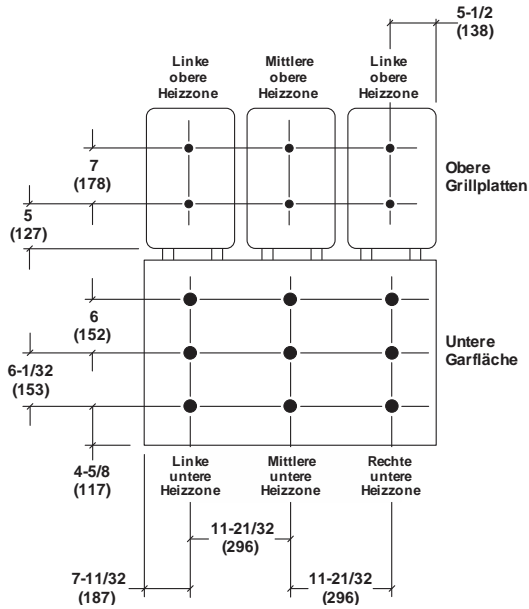 5-1/2
(138)
Linke
obere
Heizzone
Mittlere
obere
Heizzone
Linke
obere
Heizzone
7
(178)
Obere
Grillplatten
5
(127)
6
(152)
Untere
Garfläche
6-1/32
(153)
4-5/8
(117)
Linke
untere
Heizzone
Mittlere
untere
Heizzone
Rechte
untere
Heizzone
11-21/32
(296)
7-11/32
(187)
11-21/32
(296)